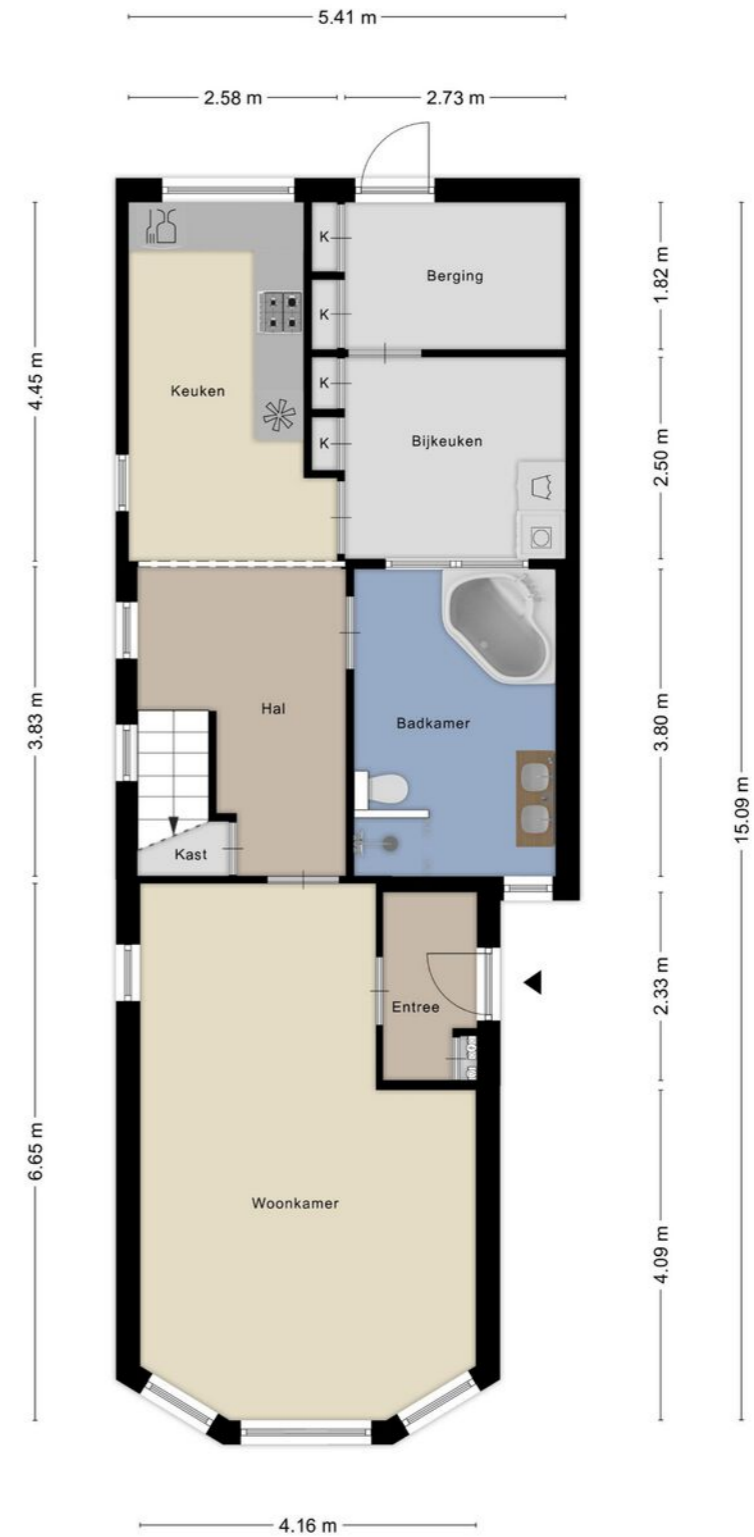 5.41 m
2.58 m
2.73 m
K
Berging
1.82 m
K
4.45 m
Keuken
K
Bijkeuken
2.50 m
K
Hal
Badkamer
3.83 m
3.80 m
15.09 m
Kast
Entree
2.33 m
6.65 m
Woonkamer
4.09 m
4.16 m